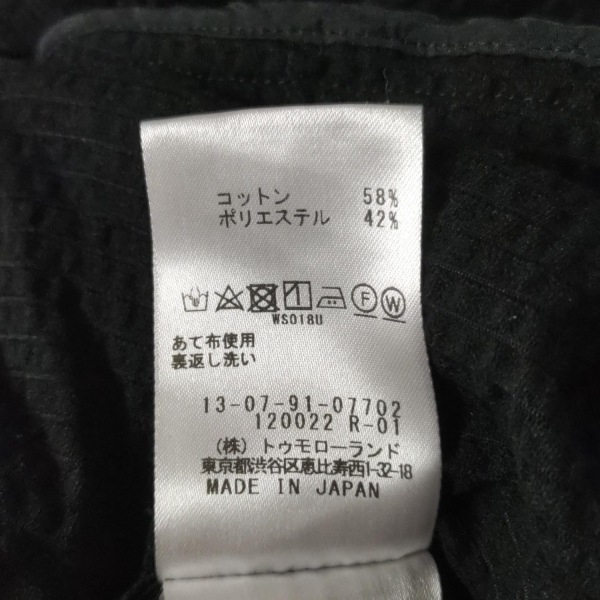 コットン 58%
ポリエステル 42%
F W
WS018U
あて布使用
裏返し洗い
13-07-91-07702
120022 R-01
(株) トゥモローランド
東京都渋谷区恵比寿西1-32-18
MADE IN JAPAN